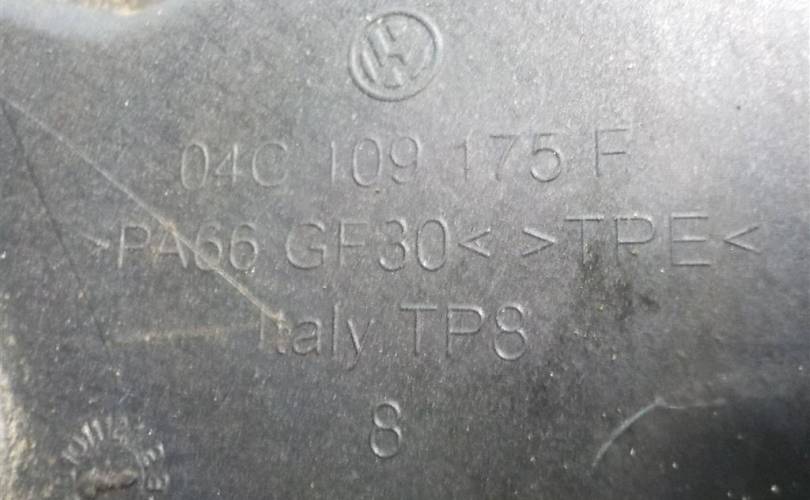 04C 109 175 F
>PA66 GF30< >TPE<
Italy TP8
8